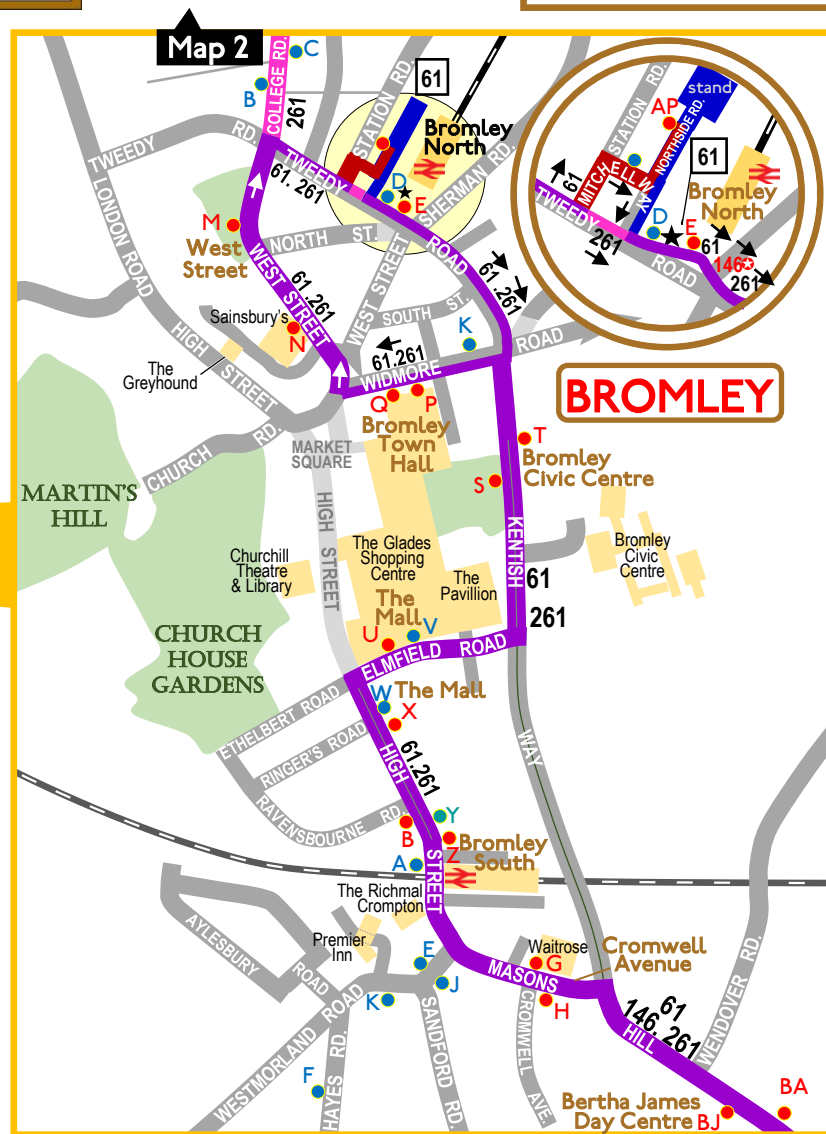 Map 2
C
B
COLLEGE RD.
261
STATION RD.
61
Bromley
North
TWEEDY
RD.
TWEEDY
61. 261
D
E
SHERMAN RD.
ROAD
61 .261
LONDON ROAD
M
West
Street
NORTH ST.
WEST STREET
WEST STREET
61 .261
SOUTH ST.
K
ROAD
Sainsbury's
N
The
Greyhound
HIGH STREET
61.261
WIDMORE
Q
P
Bromley
Town
Hall
STATION RD.
AP
stand
NORTHSIDE RD.
61
MITCHELL WAY
61
TWEEDY
261
D
E
61
ROAD
Bromley
North
146
261
BROMLEY
CHURCH RD.
MARKET
SQUARE
T
Bromley
Civic Centre
S
MARTIN'S
HILL
HIGH STREET
KENTISH
61
261
Churchill
Theatre
& Library
The Glades
Shopping
Centre
The
Pavilion
Bromley
Civic
Centre
The
Mall
U
V
CHURCH
HOUSE
GARDENS
ELMFIELD ROAD
W
The Mall
X
ETHELBERT ROAD
RINGER'S ROAD
RAVENSBOURNE RD.
HIGH
61.261
WAY
Y
B
Z
Bromley
South
A
STREET
The Richmal
Crompton
Premier
Inn
AYLESBURY
ROAD
E
J
K
Waitrose
G
Cromwell
Avenue
MASONS
H
CROMWELL AVE.
61
146, 261
HILL
WENDOVER RD.
WESTMORLAND ROAD
SANDFORD RD.
HAYES RD.
F
Bertha James
Day Centre
BJ
BA